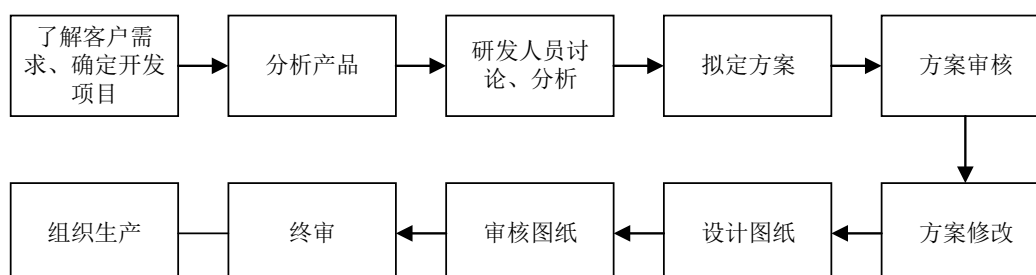 了解客户需
求、确定开发
项目
分析产品
研发人员讨
论、分析
拟定方案
方案审核
组织生产
终审
审核图纸
设计图纸
方案修改